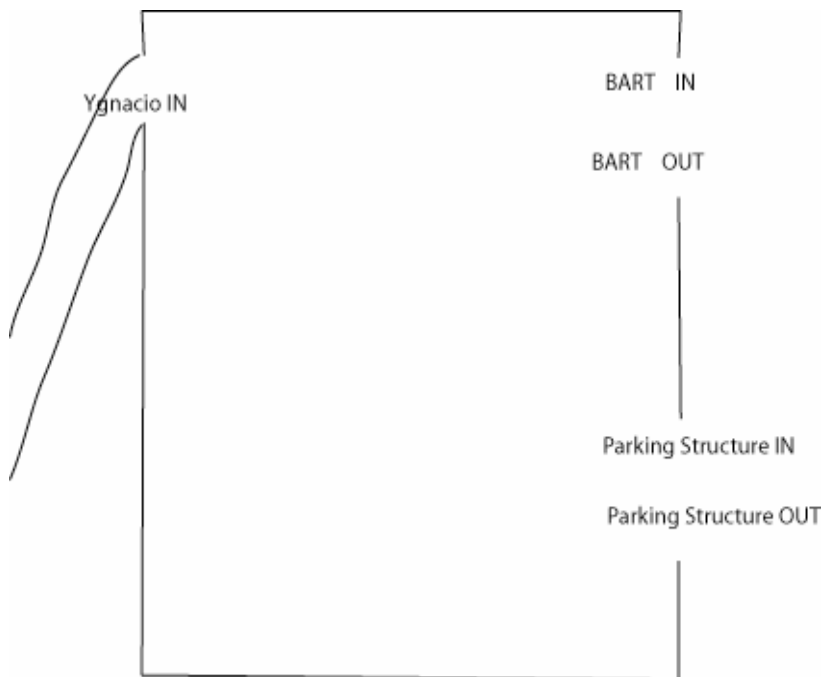 BART IN
Ygnacio IN
BART OUT
Parking Structure IN
Parking Structure OUT